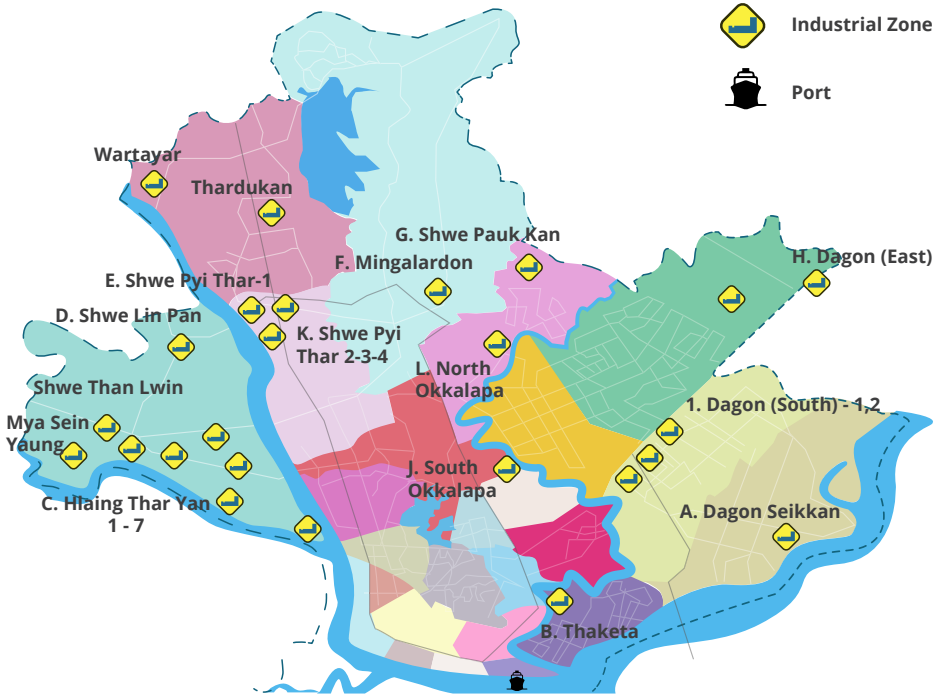 Industrial Zone
Port
Wartayar
Thardukan
G. Shwe Pauk Kan
F. Mingalardon
H. Dagon (East)
E. Shwe Pyi Thar-1
D. Shwe Lin Pan
K. Shwe Pyi
Thar 2-3-4
L. North
Okkalapa
Shwe Than Lwin
1. Dagon (South) - 1,2
Mya Sein
Yaung
J. South
Okkalapa
C. Hlaing Thar Yan
1 - 7
A. Dagon Seikkan
B. Thaketa